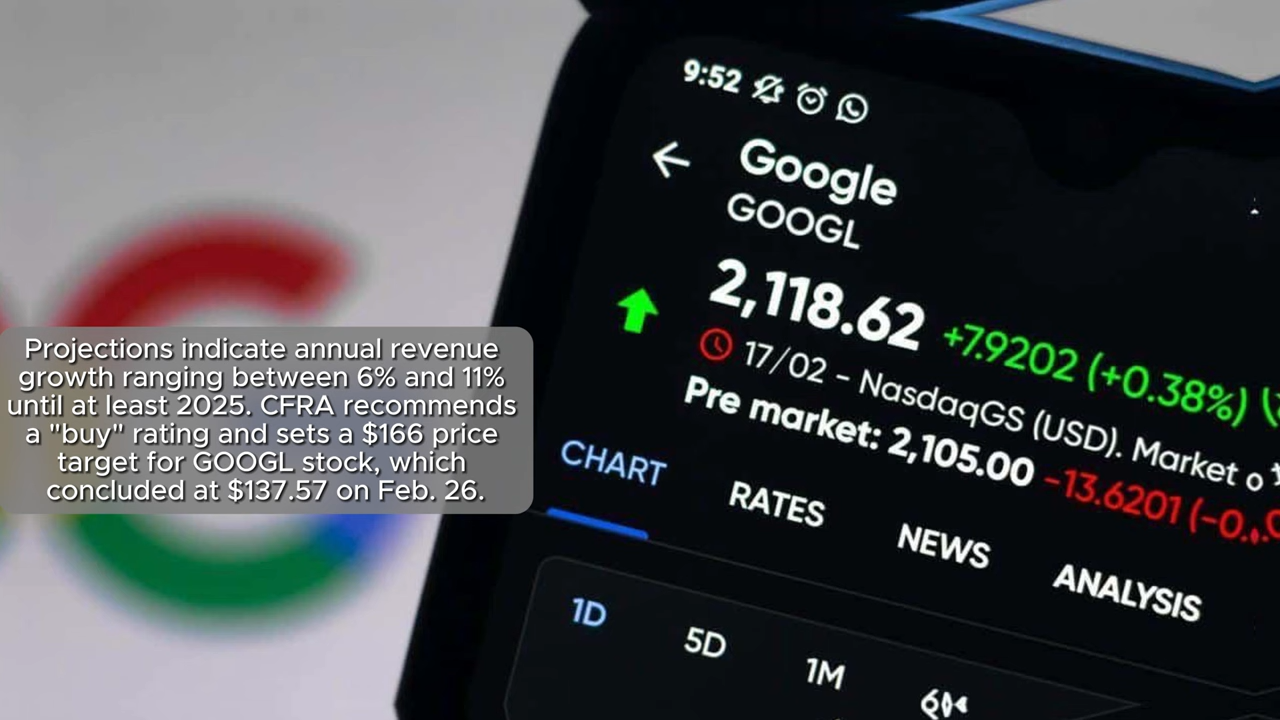 9:52
Google
GOOGL
2,118.62 +7.9202 (+0.38%)
17/02 - NasdaqGS (USD). Market
Pre market: 2,105.00 -13.6201
CHART RATES NEWS ANALYSIS
1D 5D 1M
Projections indicate annual revenue
growth ranging between 6% and 11%
until at least 2025. CFRA recommends
a "buy" rating and sets a $166 price
target for GOOGL stock, which
concluded at $137.57 on Feb. 26.